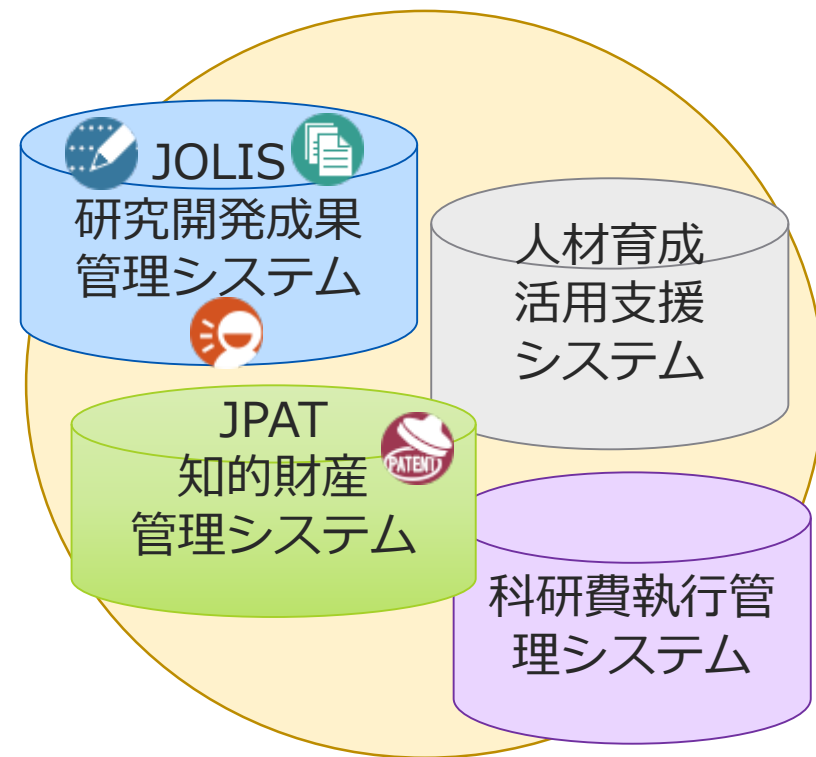 JOLIS
研究開発成果
管理システム
人材育成
活用支援
システム
JPAT
知的財産
管理システム
PATENT
科研費執行管
理システム